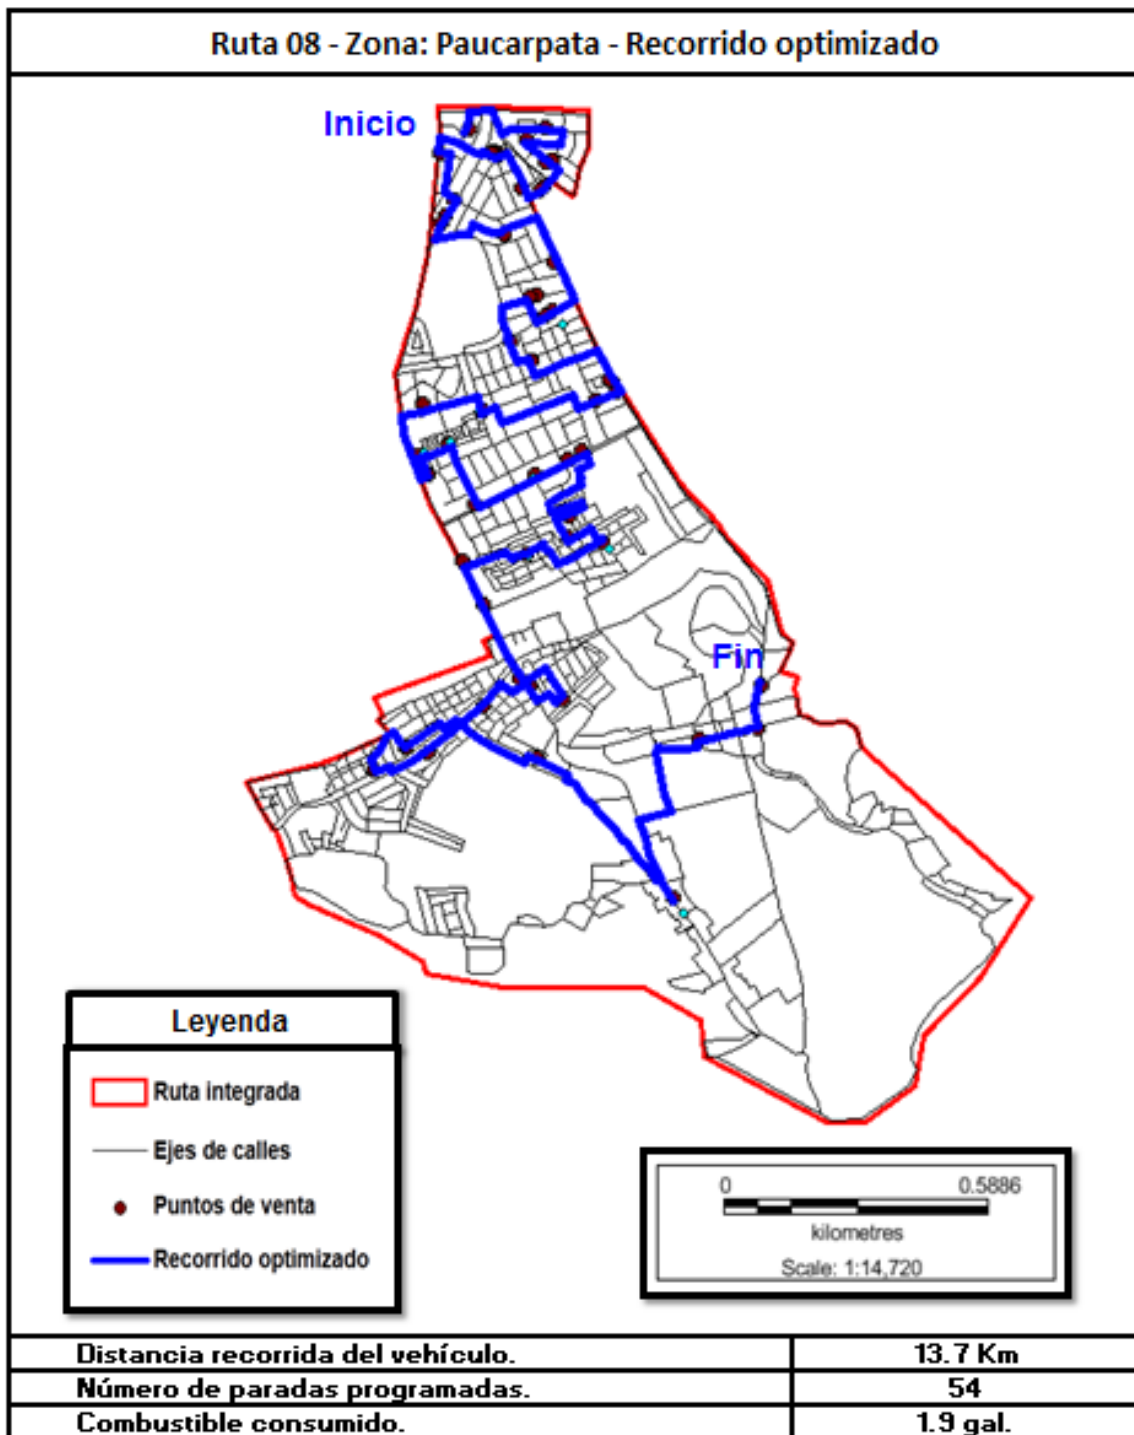 Ruta 08 - Zona: Paucarpata - Recorrido optimizado
Inicio
Fin
Leyenda
Ruta integrada
Ejes de calles
Puntos de venta
Recorrido optimizado
0 0.5886
kilometres
Scale: 1:14,720
Distancia recorrida del vehículo. 13.7 Km
Número de paradas programadas. 54
Combustible consumido. 1.9 gal.